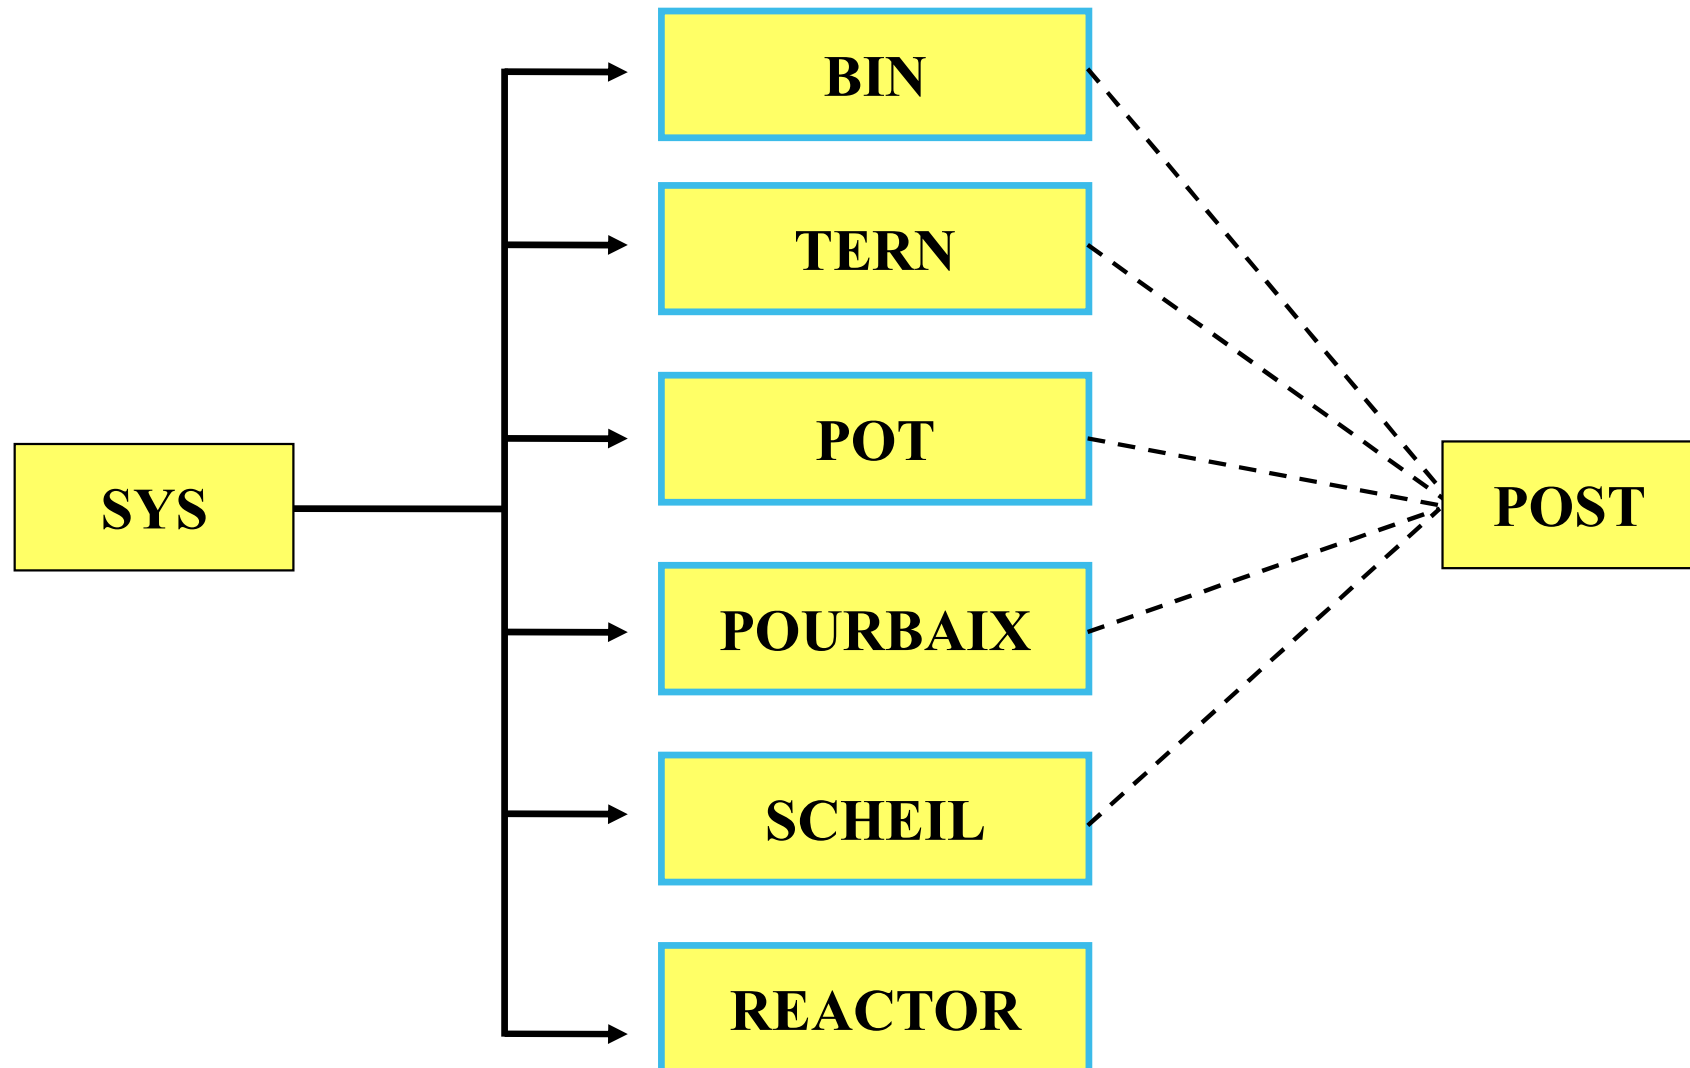 BIN
TERN
POT
SYS
POST
POURBAIX
SCHEIL
REACTOR